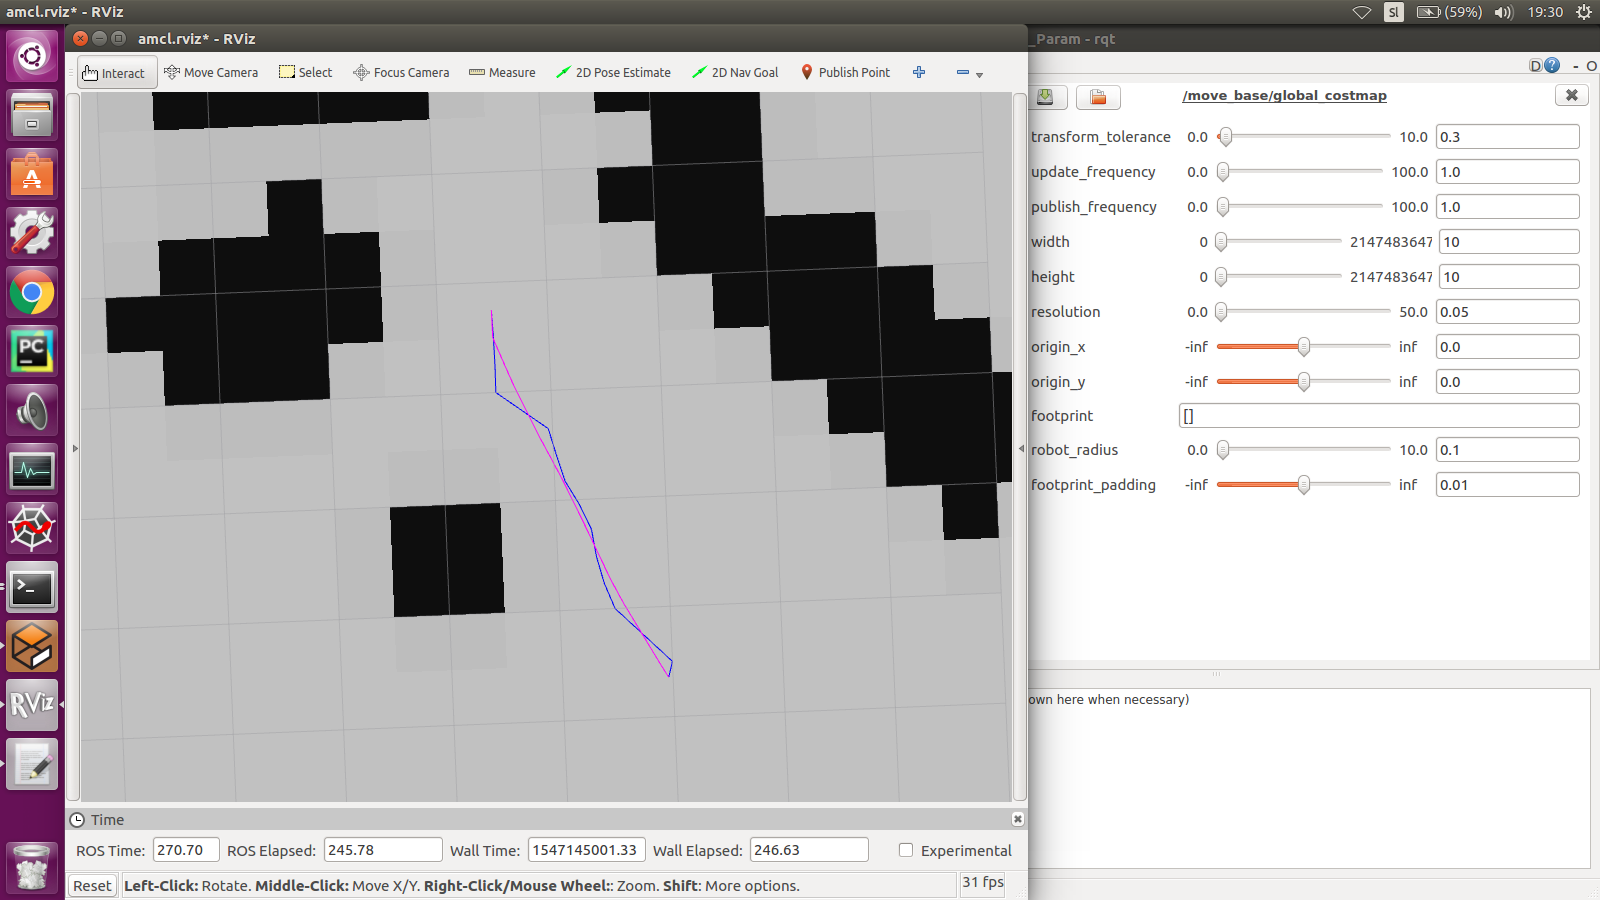 amcl.rviz* - RViz
Sl
(59%)
19:30
amcl.rviz* - RViz
_Param - rqt
Interact
Move Camera
Select
Focus Camera
Measure
2D Pose Estimate
2D Nav Goal
Publish Point
D
?
- O
/move_base/global_costmap
transform_tolerance 0.0 10.0 0.3
update_frequency 0.0 100.0 1.0
publish_frequency 0.0 100.0 1.0
width 0 2147483647 10
height 0 2147483647 10
resolution 0.0 50.0 0.05
origin_x -inf inf 0.0
origin_y -inf inf 0.0
footprint []
robot_radius 0.0 10.0 0.1
footprint_padding -inf inf 0.01
own here when necessary)
PC
>_
RViz
Time
ROS Time: 270.70 ROS Elapsed: 245.78 Wall Time: 1547145001.33 Wall Elapsed: 246.63 Experimental
Reset Left-Click: Rotate. Middle-Click: Move X/Y. Right-Click/Mouse Wheel:: Zoom. Shift: More options. 31 fps